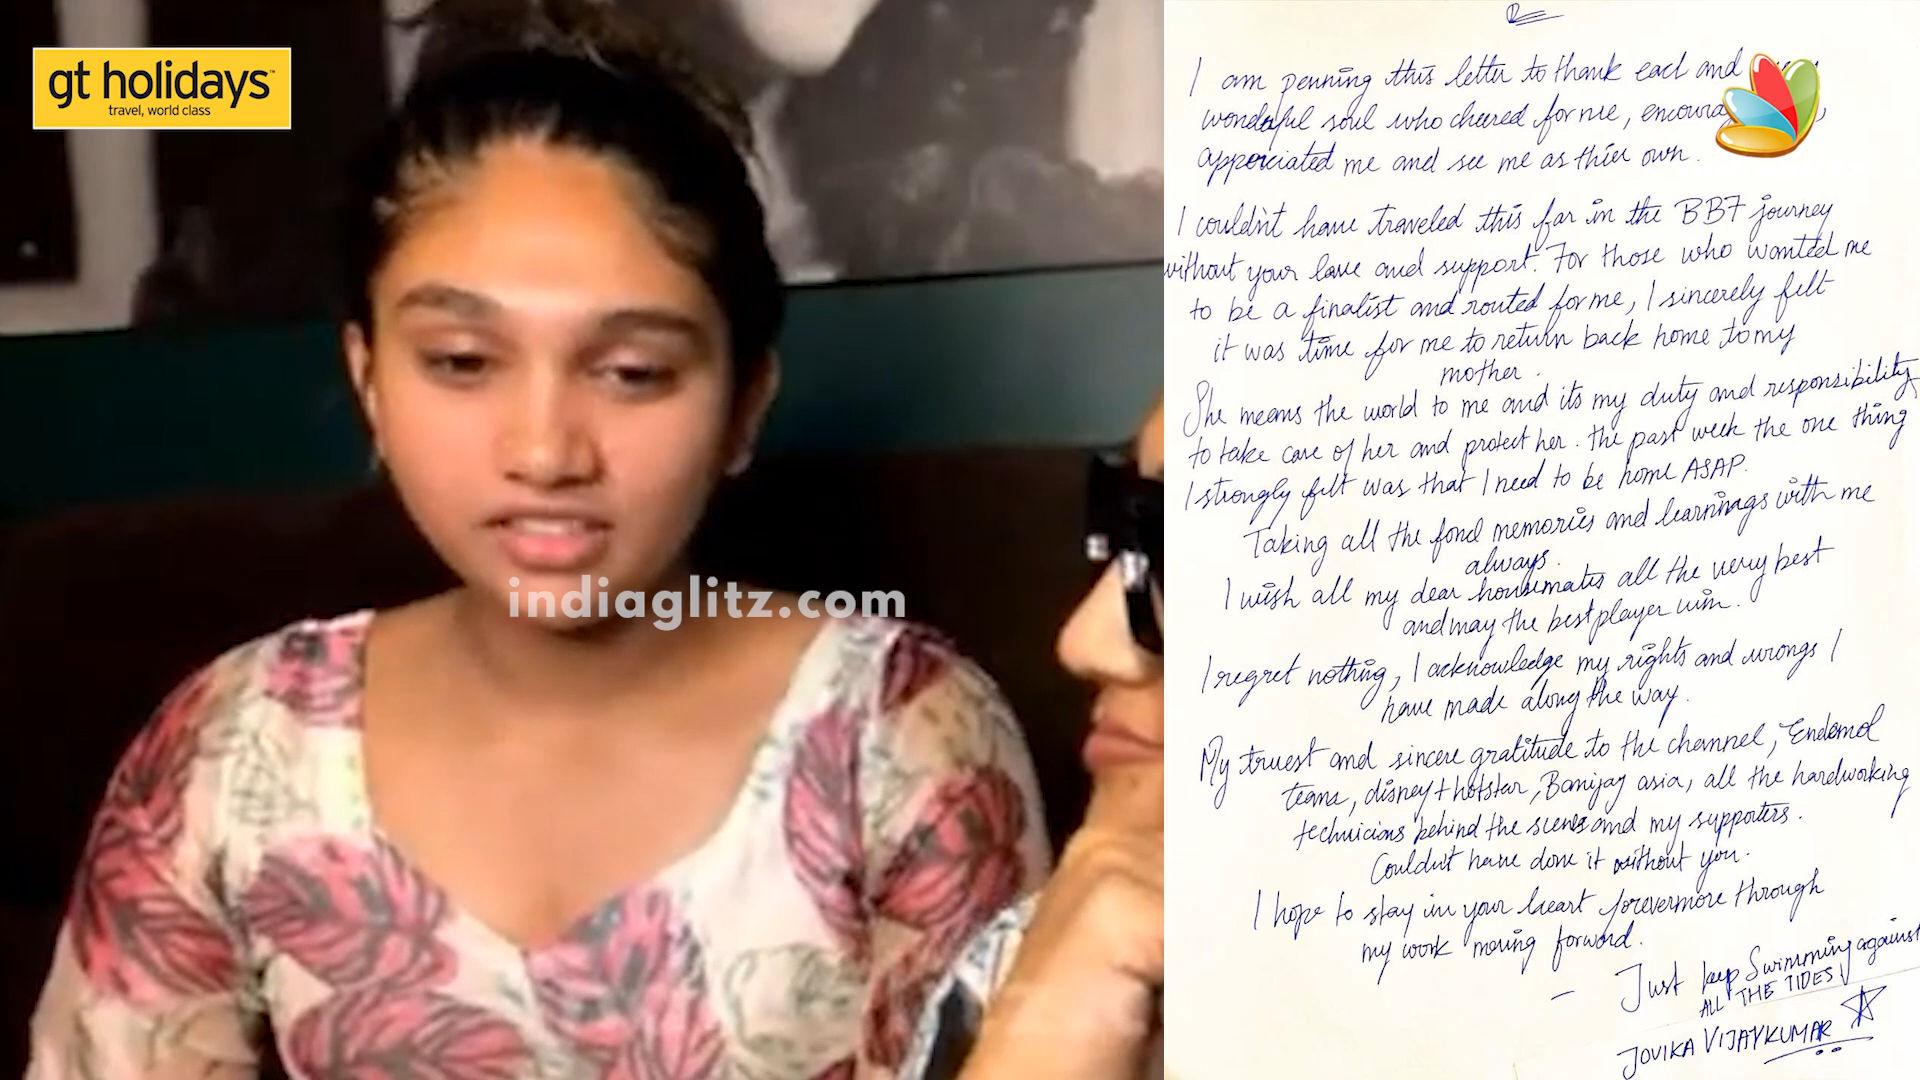 gt holidays™
travel, world class
indiaglitz.com
I am penning this letter to thank each and
wonderful soul who cheered for me,
apporciated me and see me as thier own.
I couldn't have traveled this far in the BB7 journey
without your love and support. For those who wanted me
to be a finalist and routed for me, I sincerely felt
it was time for me to return back home to my
mother.
She means the world to me and its my duty and responsibility
to take care of her and protect her. the past week the one thing
I strongly felt was that I need to be home ASAP.
Taking all the fond memories and learnings with me
always.
I wish all my dear housemates all the very best
and may the best player win.
I regret nothing, I acknowledge my rights and wrongs I
have made along the way.
My truest and sincere gratitude to the channel, Endemol
team, disney+hotstar, Banijay asia, all the hardworking
technicians behind the scenes and my supporters.
Couldn't have done it without you.
I hope to stay in your heart forevermore through
my work moving forward.
- Just keep Swimming against
ALL THE TIDES
JOVIKA VIJAYKUMAR